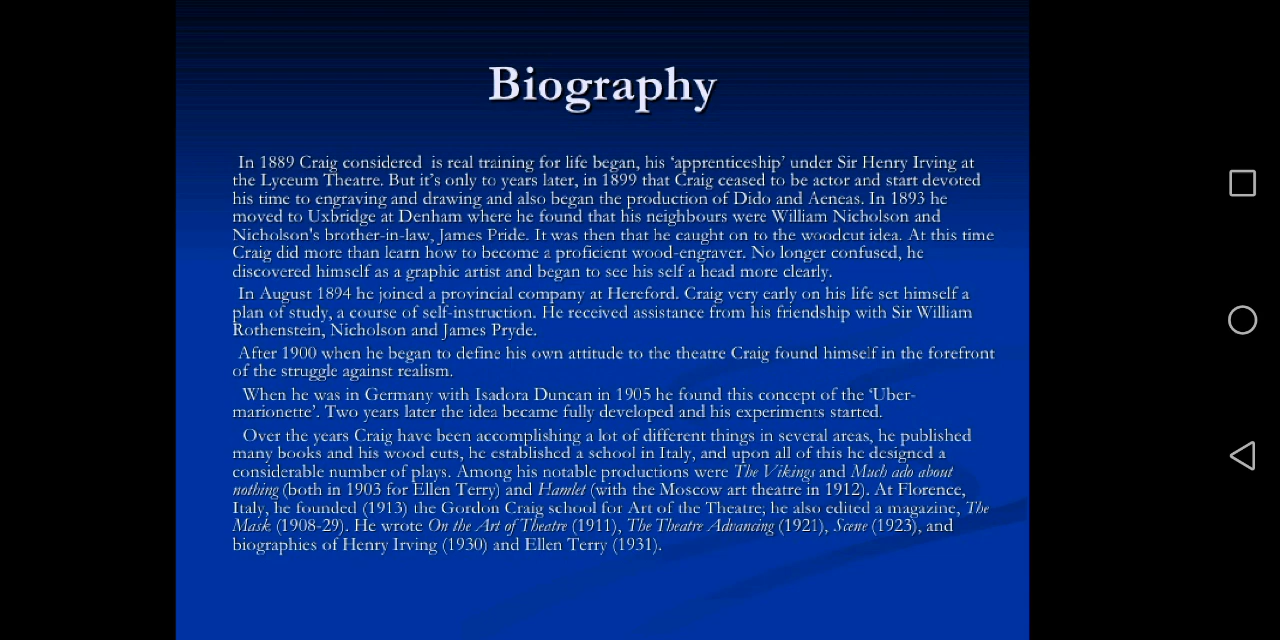 Biography
In 1889 Craig considered  is real training for life began, his ‘apprenticeship’ under Sir Henry Irving at
the Lyceum Theatre. But it’s only to years later, in 1899 that Craig ceased to be actor and start devoted
his time to engraving and drawing and also began the production of Dido and Aeneas. In 1893 he
moved to Uxbridge at Denham where he found that his neighbours were William Nicholson and
Nicholson's brother-in-law, James Pride. It was then that he caught on to the woodcut idea. At this time
Craig did more than learn how to become a proficient wood-engraver. No longer confused, he
discovered himself as a graphic artist and began to see his self a head more clearly.
In August 1894 he joined a provincial company at Hereford. Craig very early on his life set himself a
plan of study, a course of self-instruction. He received assistance from his friendship with Sir William
Rothenstein, Nicholson and James Pryde.
After 1900 when he began to define his own attitude to the theatre Craig found himself in the forefront
of the struggle against realism.
When he was in Germany with Isadora Duncan in 1905 he found this concept of the ‘Uber-
marionette’. Two years later the idea became fully developed and his experiments started.
Over the years Craig have been accomplishing a lot of different things in several areas, he published
many books and his wood cuts, he established a school in Italy, and upon all of this he designed a
considerable number of plays. Among his notable productions were The Vikings and Much ado about
nothing (both in 1903 for Ellen Terry) and Hamlet (with the Moscow art theatre in 1912). At Florence,
Italy, he founded (1913) the Gordon Craig school for Art of the Theatre; he also edited a magazine, The
Mask (1908-29). He wrote On the Art of Theatre (1911), The Theatre Advancing (1921), Scene (1923), and
biographies of Henry Irving (1930) and Ellen Terry (1931).